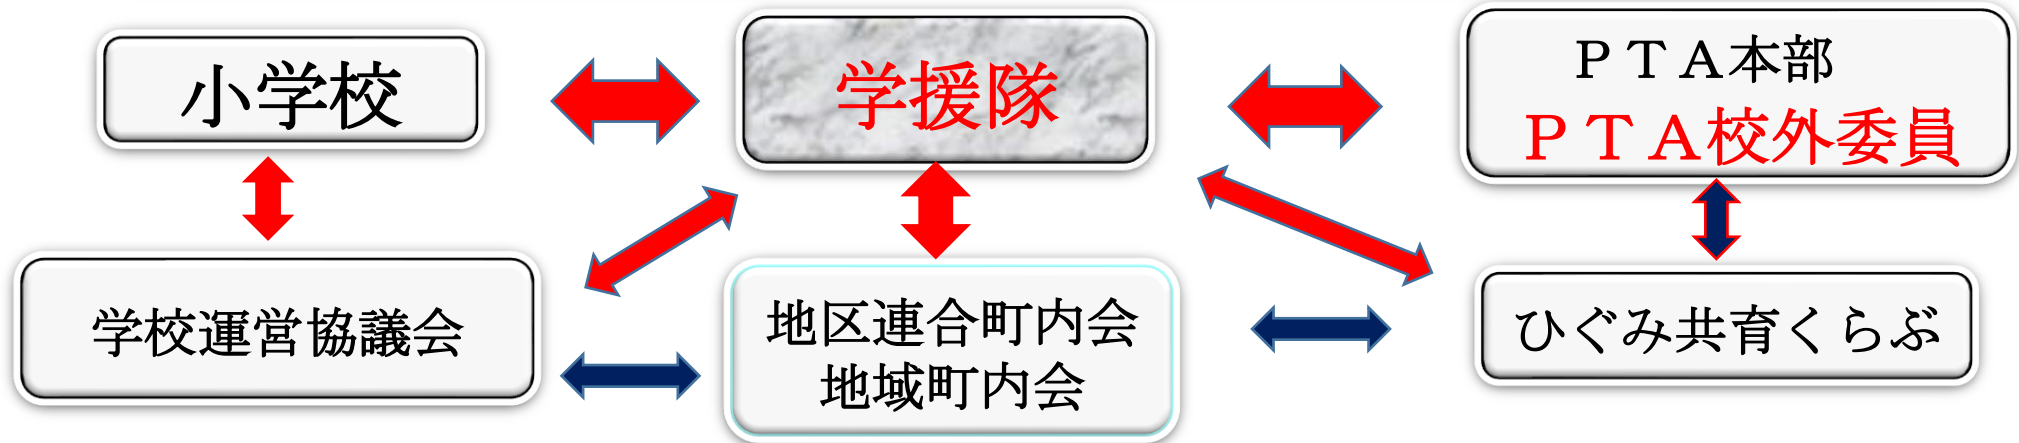 小学校
学援隊
ＰＴＡ本部
ＰＴＡ校外委員
学校運営協議会
地区連合町内会
地域町内会
ひぐみ共育くらぶ